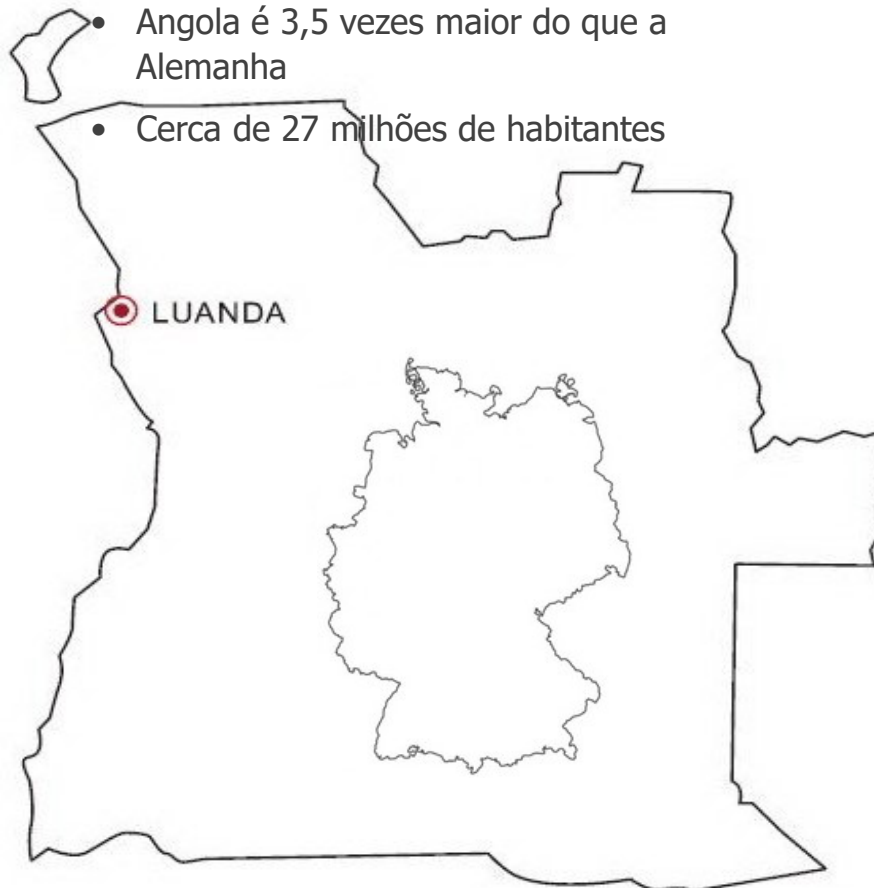 • Angola é 3,5 vezes maior do que a
Alemanha
• Cerca de 27 milhões de habitantes
LUANDA